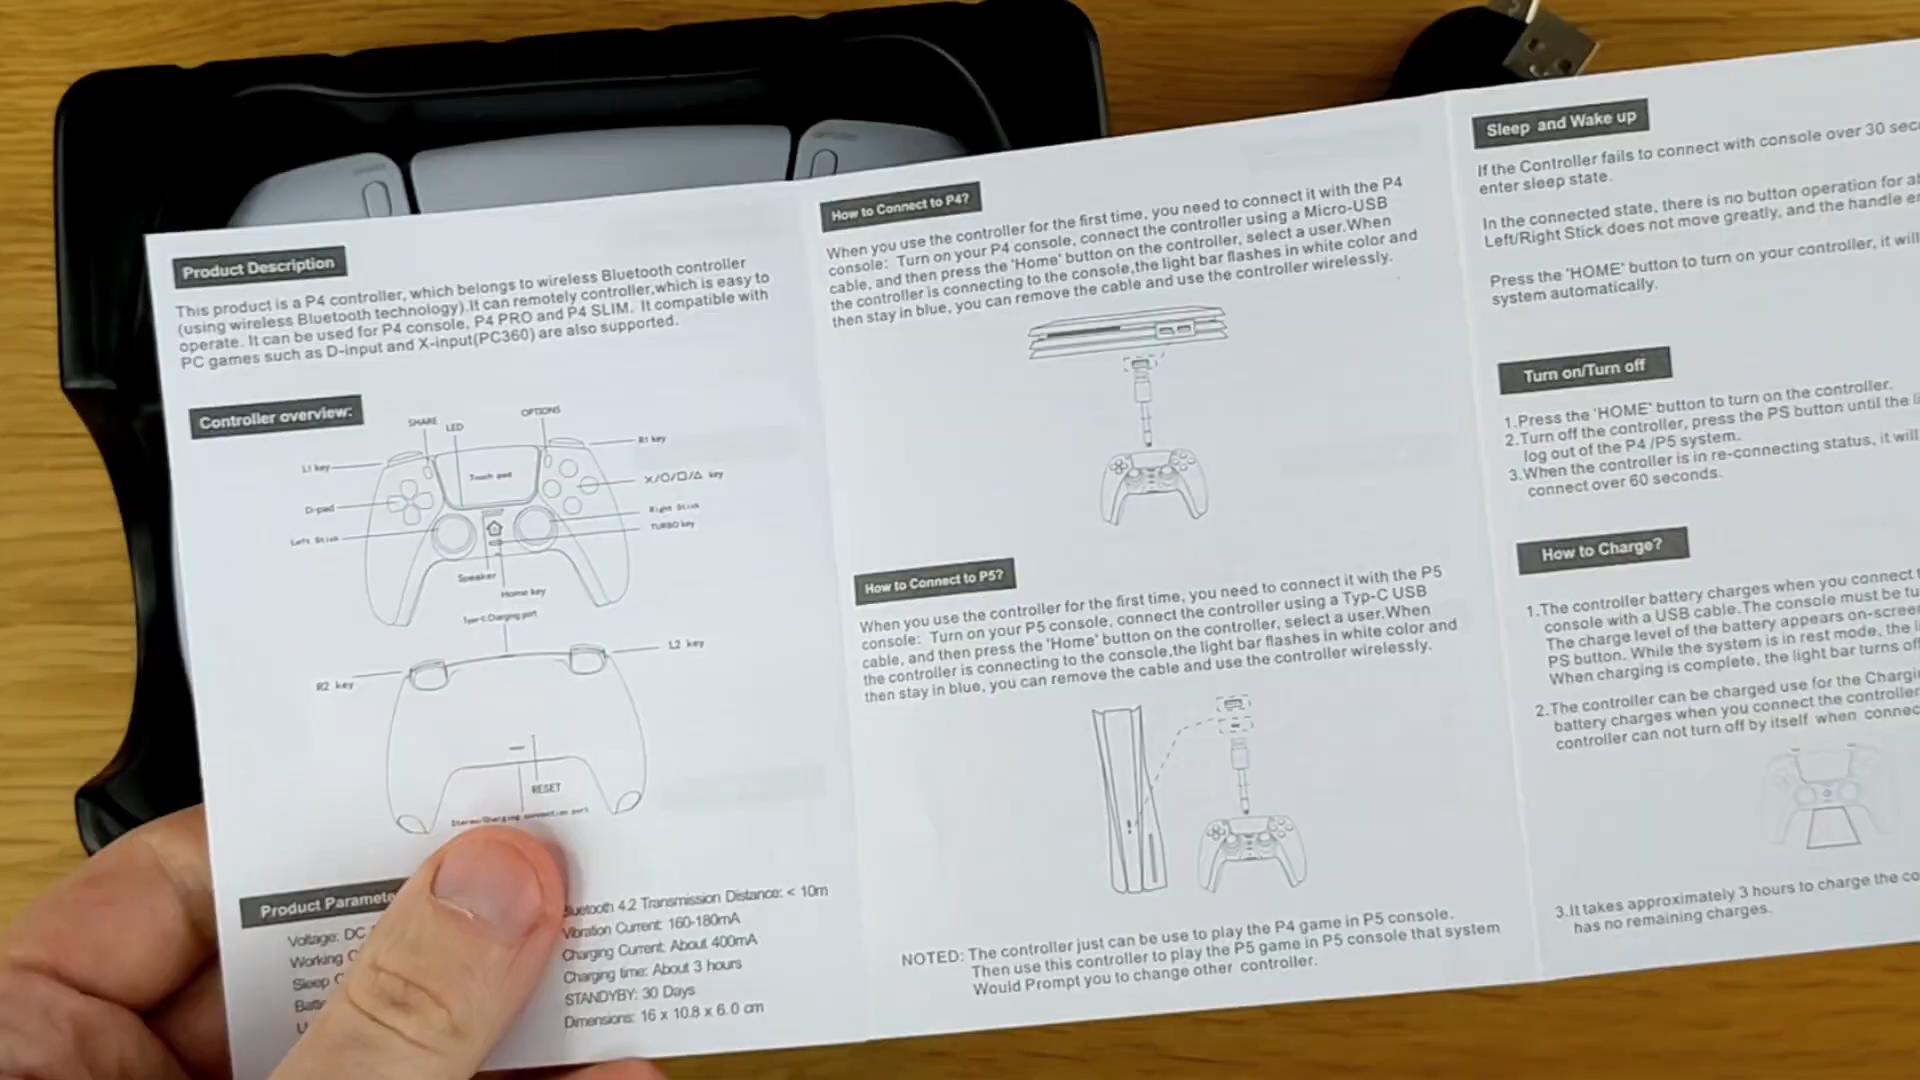 Product Description
This product is a P4 controller, which belongs to wireless Bluetooth controller
(using wireless Bluetooth technology).It can remotely controller,which is easy to
operate. It can be used for P4 console, P4 PRO and P4 SLIM. It compatible with
PC games such as D-input and X-input(PC360) are also supported.
Controller overview:
SHARE
LED
OPTIONS
L1 key
R1 key
Touch pad
X/O/□/△ key
D-pad
Right Stick
Left Stick
TURBO key
Speaker
Home key
L2 key
R2 key
RESET
Product Paramete
Voltage: DC
Working C
Sleep C
Batte
U
Bluetooth 4.2 Transmission Distance: < 10m
Vibration Current: 160-180mA
Charging Current: About 400mA
Charging time: About 3 hours
STANDYBY: 30 Days
Dimensions: 16 x 10.8 x 6.0 cm
How to Connect to P4?
When you use the controller for the first time, you need to connect it with the P4
console: Turn on your P4 console, connect the controller using a Micro-USB
cable, and then press the 'Home' button on the controller, select a user.When
the controller is connecting to the console,the light bar flashes in white color and
then stay in blue, you can remove the cable and use the controller wirelessly.
How to Connect to P5?
When you use the controller for the first time, you need to connect it with the P5
console: Turn on your P5 console, connect the controller using a Typ-C USB
cable, and then press the 'Home' button on the controller, select a user.When
the controller is connecting to the console,the light bar flashes in white color and
then stay in blue, you can remove the cable and use the controller wirelessly.
NOTED: The controller just can be use to play the P4 game in P5 console.
Then use this controller to play the P5 game in P5 console that system
Would Prompt you to change other controller.
Sleep and Wake up
If the Controller fails to connect with console over 30 sec
enter sleep state.
In the connected state, there is no button operation for
Left/Right Stick does not move greatly, and the handle
Press the 'HOME' button to turn on your controller, it will
system automatically.
Turn on/Turn off
1.Press the 'HOME' button to turn on the controller.
2.Turn off the controller, press the PS button until the
log out of the P4 /P5 system.
3.When the controller is in re-connecting status, it will
connect over 60 seconds.
How to Charge?
1.The controller battery charges when you connect
console with a USB cable.The console must be tu
The charge level of the battery appears on-screen
PS button. While the system is in rest mode, the
When charging is complete, the light bar turns off
2.The controller can be charged use for the Chargi
battery charges when you connect the controller
controller can not turn off by itself when connec
3.It takes approximately 3 hours to charge the co
has no remaining charges.